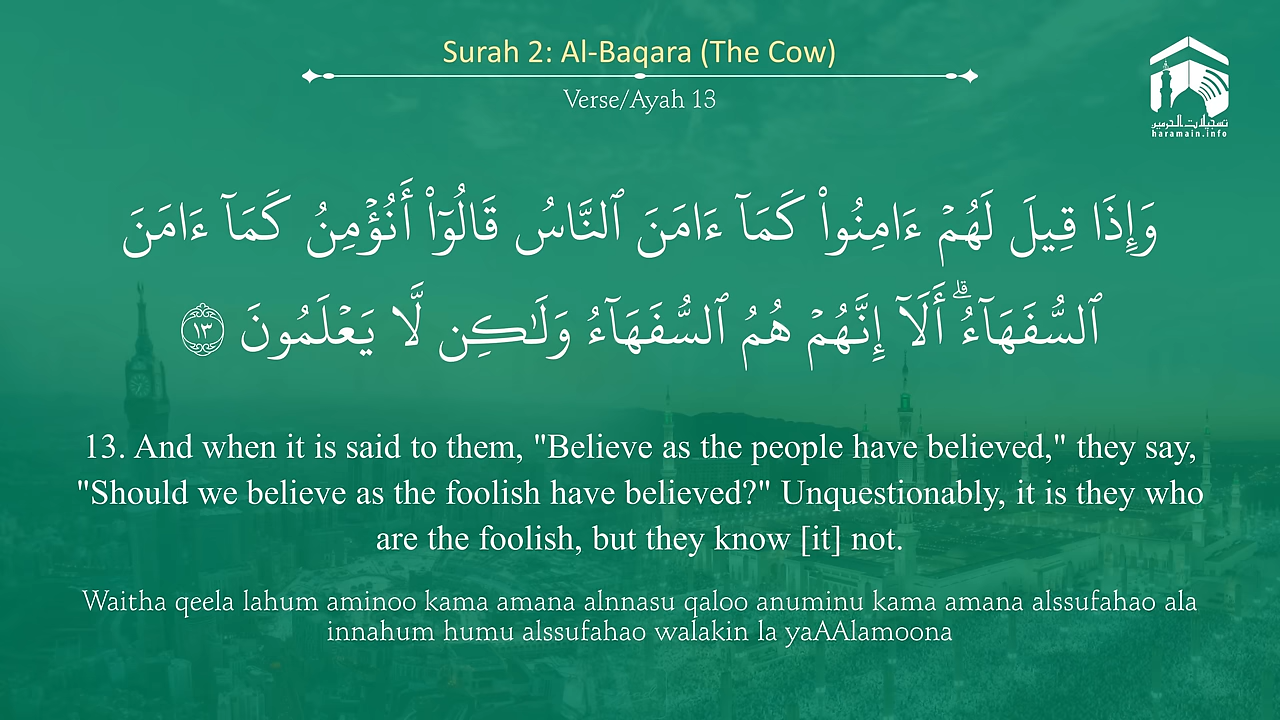 Surah 2: Al-Baqara (The Cow)
Verse/Ayah 13
تسجيلات الحرمين
haramain.info
وَإِذَا قِيلَ لَهُمْ ءَامِنُوا۟ كَمَآ ءَامَنَ ٱلنَّاسُ قَالُوٓا۟ أَنُؤْمِنُ كَمَآ ءَامَنَ
ٱلسُّفَهَآءُ ۗ أَلَآ إِنَّهُمْ هُمُ ٱلسُّفَهَآءُ وَلَـٰكِن لَّا يَعْلَمُونَ ١٣
13. And when it is said to them, "Believe as the people have believed," they say,
"Should we believe as the foolish have believed?" Unquestionably, it is they who
are the foolish, but they know [it] not.
Waitha qeela lahum aminoo kama amana alnnasu qaloo anuminu kama amana alssufahao ala
innahum humu alssufahao walakin la yaAAlamoona